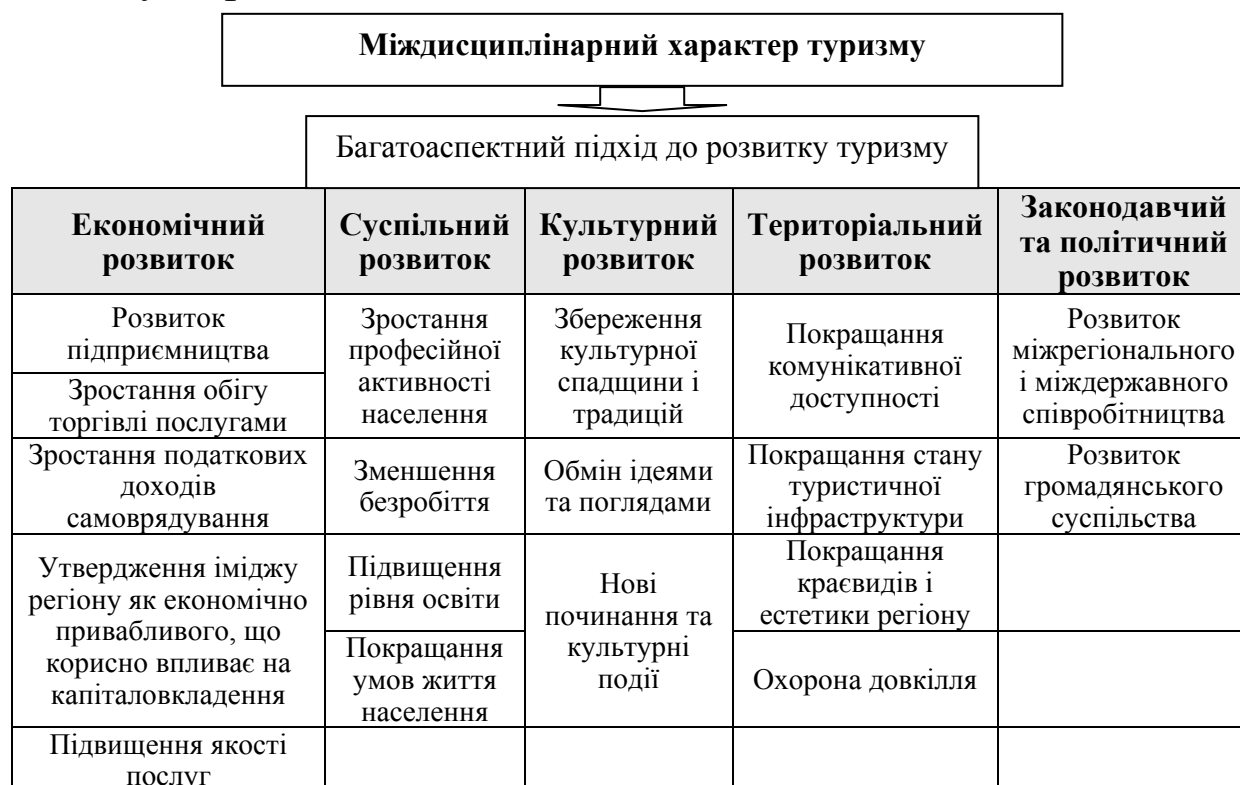 Міждисциплінарний характер туризму
Багатоаспектний підхід до розвитку туризму
Економічний
розвиток
Суспільний
розвиток
Культурний
розвиток
Територіальний
розвиток
Законодавчий
та політичний
розвиток
Розвиток
підприємництва
Зростання обігу
торгівлі послугами
Зростання
професійної
активності
населення
Збереження
культурної
спадщини і
традицій
Покращання
комунікативної
доступності
Розвиток
міжрегіонального
і міждержавного
співробітництва
Зростання податкових
доходів
самоврядування
Зменшення
безробіття
Обмін ідеями
та поглядами
Покращання стану
туристичної
інфраструктури
Розвиток
громадянського
суспільства
Утвердження іміджу
регіону як економічно
привабливого, що
корисно впливає на
капіталовкладення
Підвищення
рівня освіти
Покращання
умов життя
населення
Нові
починання та
культурні
події
Покращання
краєвидів і
естетики регіону
Охорона довкілля
Підвищення якості
послуг